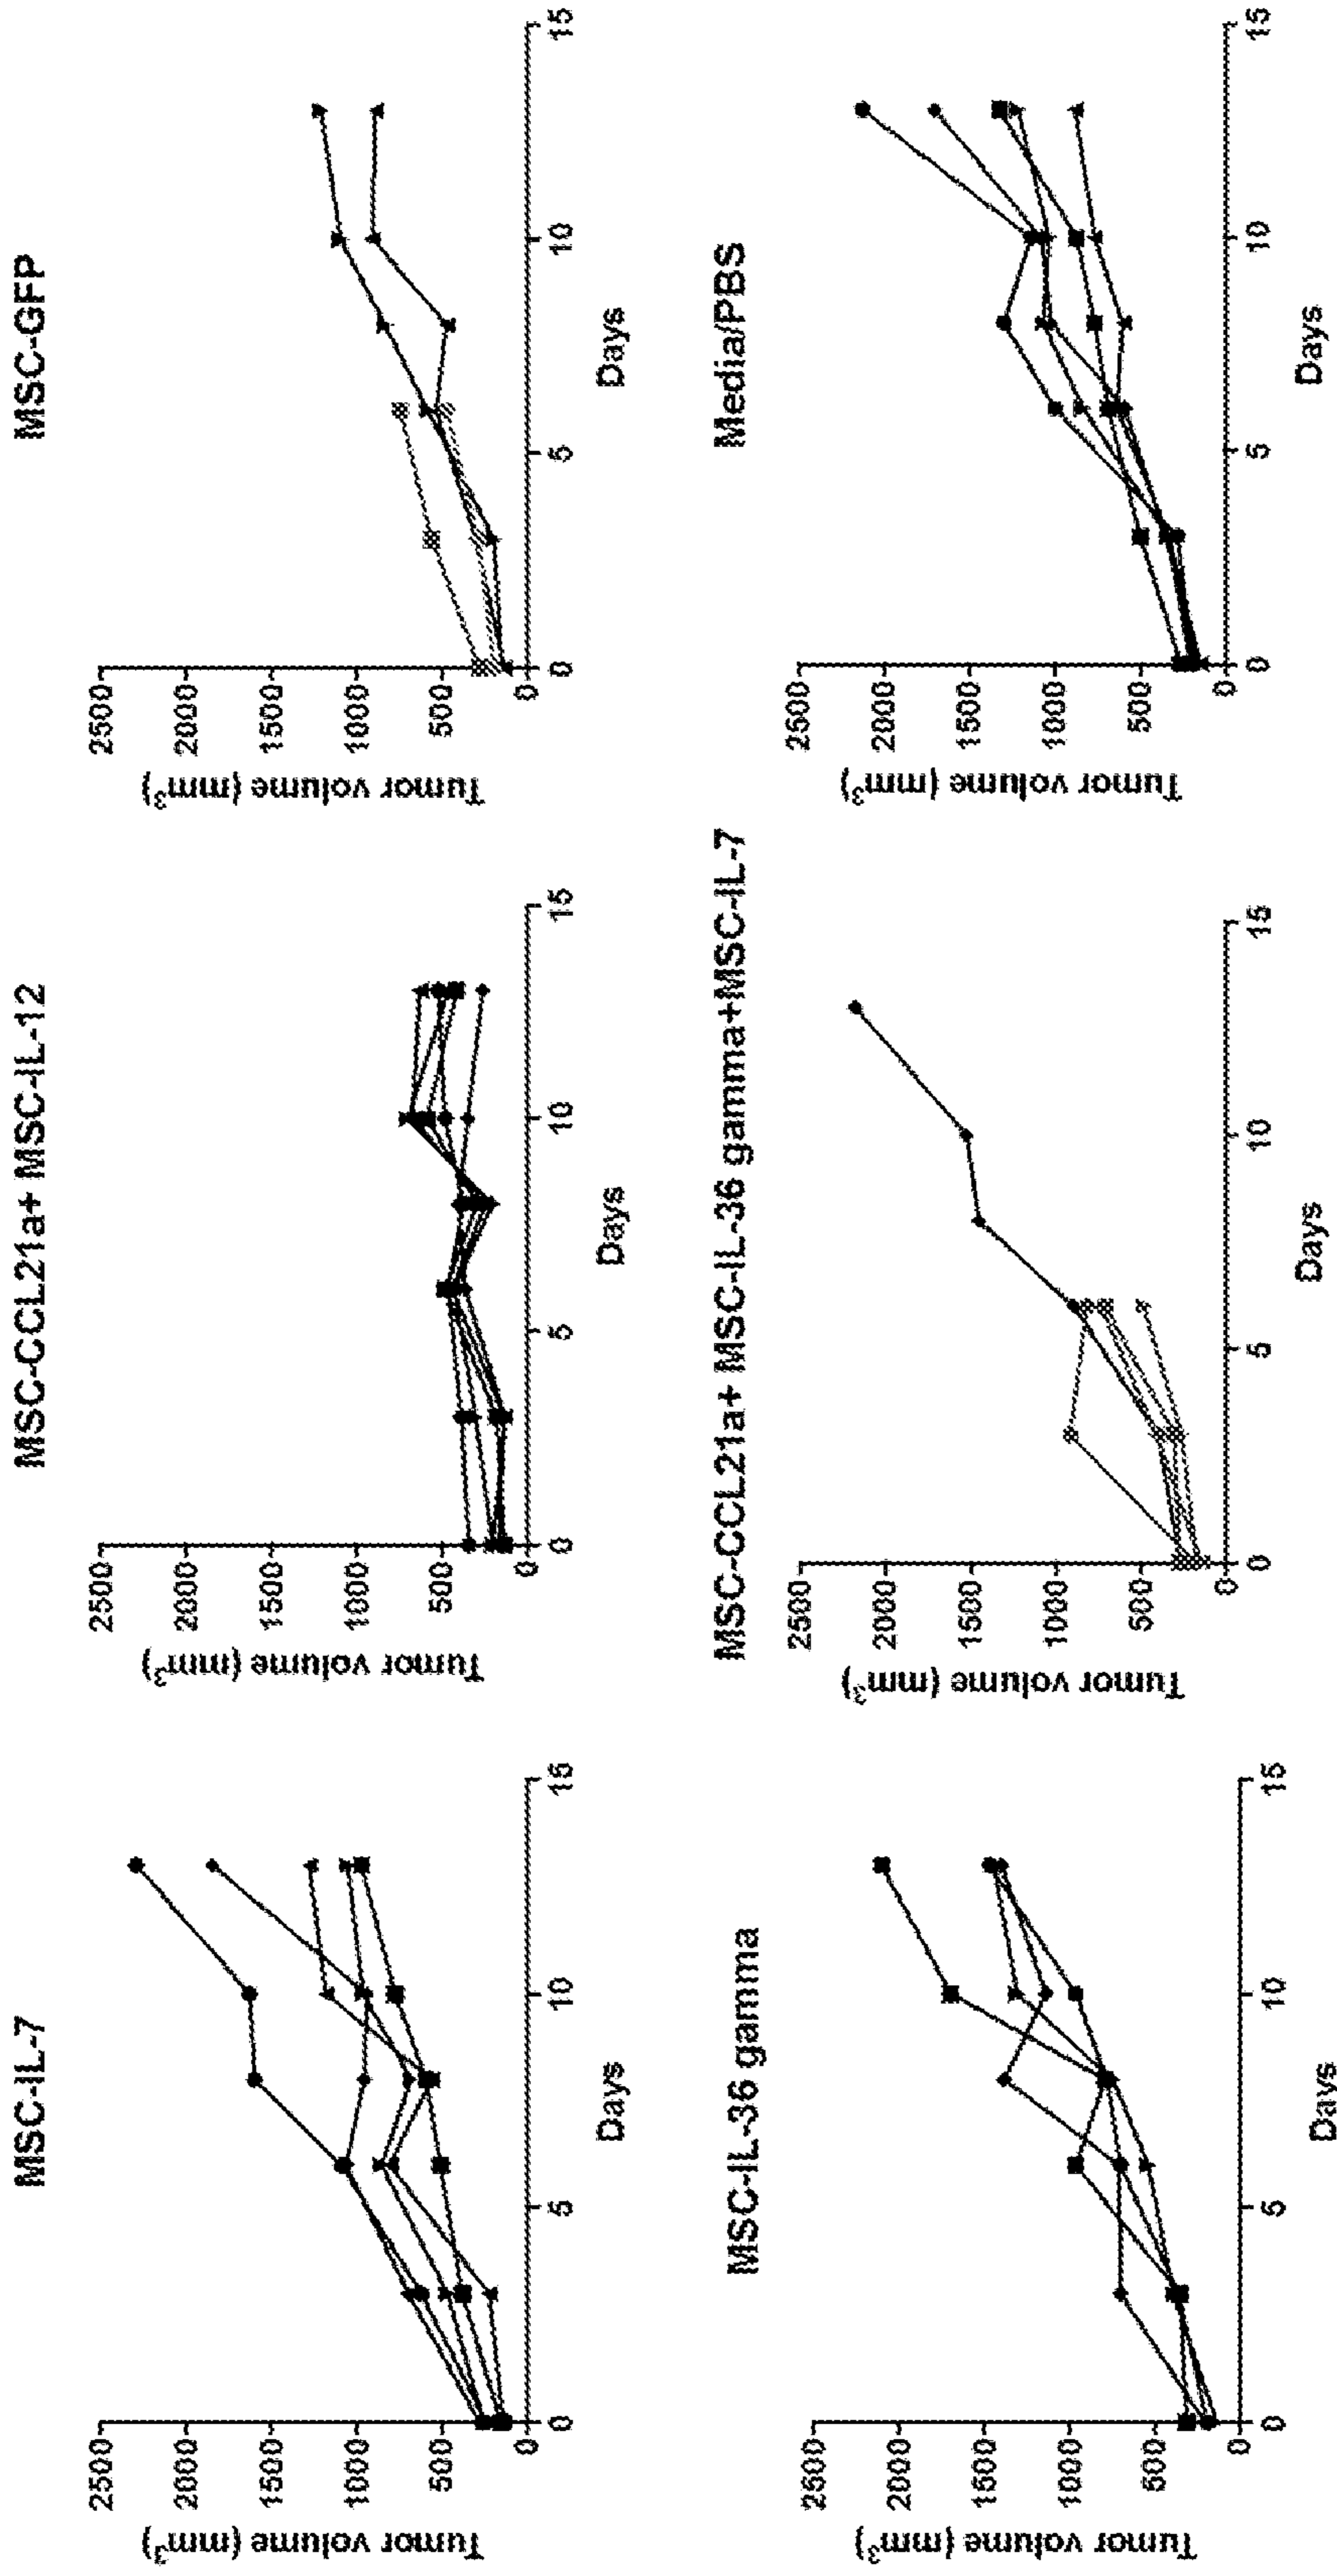 MSC-IL-7
Tumor volume (mm3)
2500
2000
1500
1000
500
0
0 5 10 15
Days
MSC-CCL21a+ MSC-IL-12
Tumor volume (mm3)
2500
2000
1500
1000
500
0
0 5 10 15
Days
MSC-GFP
Tumor volume (mm3)
2500
2000
1500
1000
500
0
0 5 10 15
Days
MSC-IL-36 gamma
Tumor volume (mm3)
2500
2000
1500
1000
500
0
0 5 10 15
Days
MSC-CCL21a+ MSC-IL-36 gamma+MSC-IL-7
Tumor volume (mm3)
2500
2000
1500
1000
500
0
0 5 10 15
Days
Media/PBS
Tumor volume (mm3)
2500
2000
1500
1000
500
0
0 5 10 15
Days